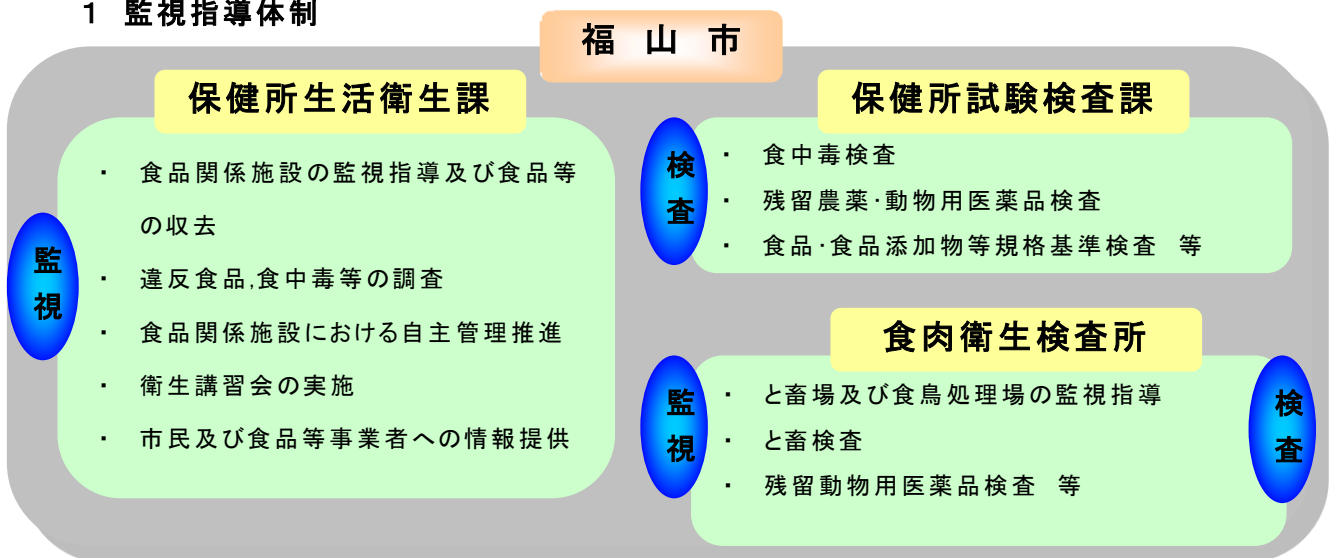 1 監視指導体制
福山市
保健所生活衛生課
監視
・ 食品関係施設の監視指導及び食品等
の収去
・ 違反食品,食中毒等の調査
・ 食品関係施設における自主管理推進
・ 衛生講習会の実施
・ 市民及び食品等事業者への情報提供
保健所試験検査課
検査
・ 食中毒検査
・ 残留農薬・動物用医薬品検査
・ 食品・食品添加物等規格基準検査 等
食肉衛生検査所
監視
・ と畜場及び食鳥処理場の監視指導
・ と畜検査
・ 残留動物用医薬品検査 等
検査